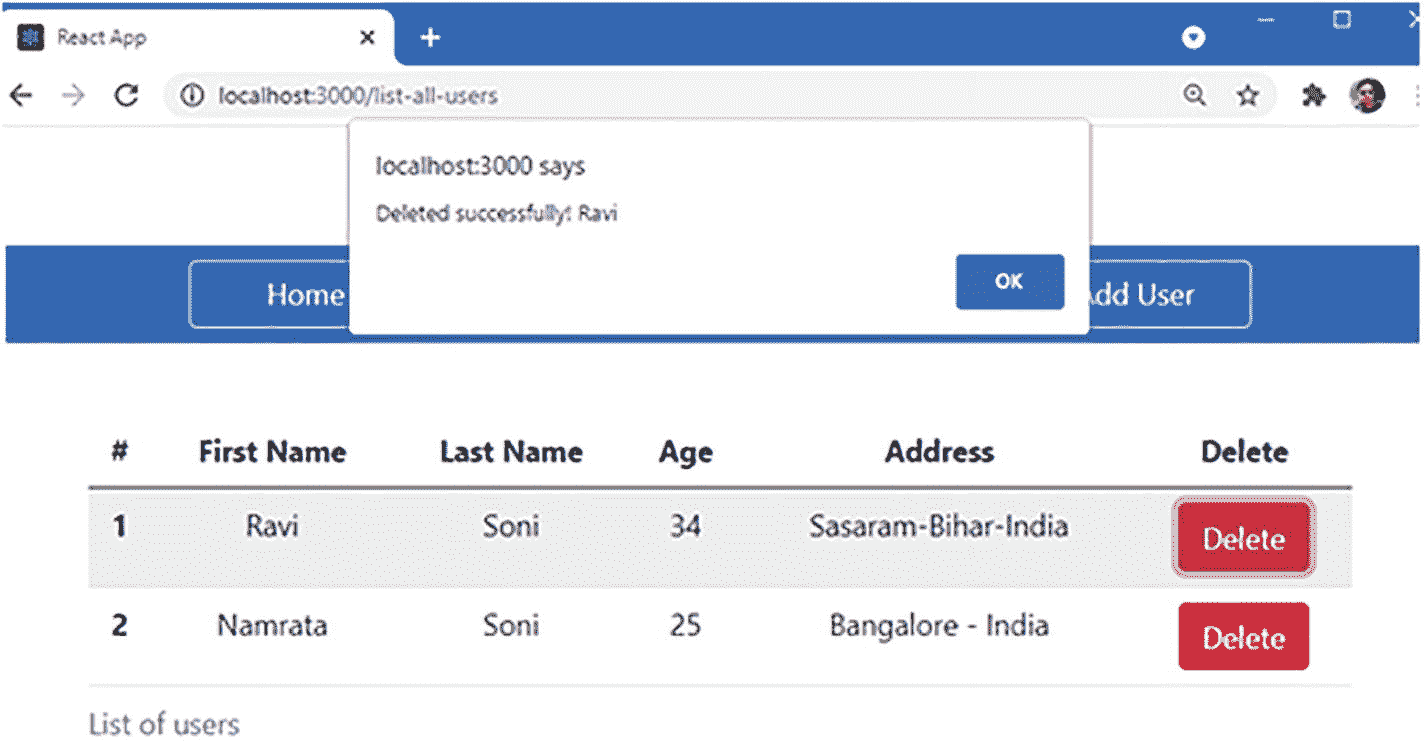 React App
localhost:3000/list-all-users
localhost:3000 says
Deleted successfully! Ravi
OK
Home
Add User
# First Name Last Name Age Address Delete
1 Ravi Soni 34 Sasaram-Bihar-India Delete
2 Namrata Soni 25 Bangalore - India Delete
List of users